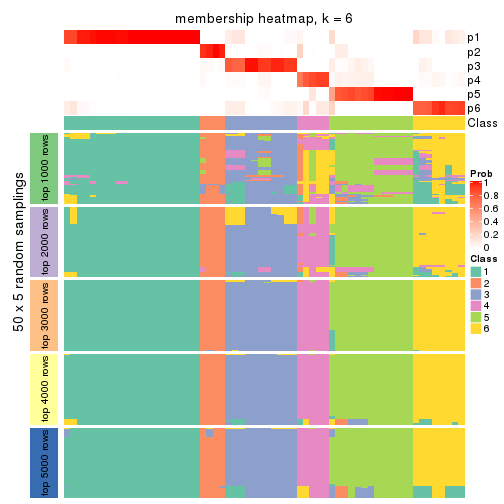 membership heatmap, k = 6
p1
p2
p3
p4
p5
p6
Class
50 x 5 random samplings
top 1000 rows
top 2000 rows
top 3000 rows
top 4000 rows
top 5000 rows
Prob
1
0.8
0.6
0.4
0.2
0
Class
1
2
3
4
5
6